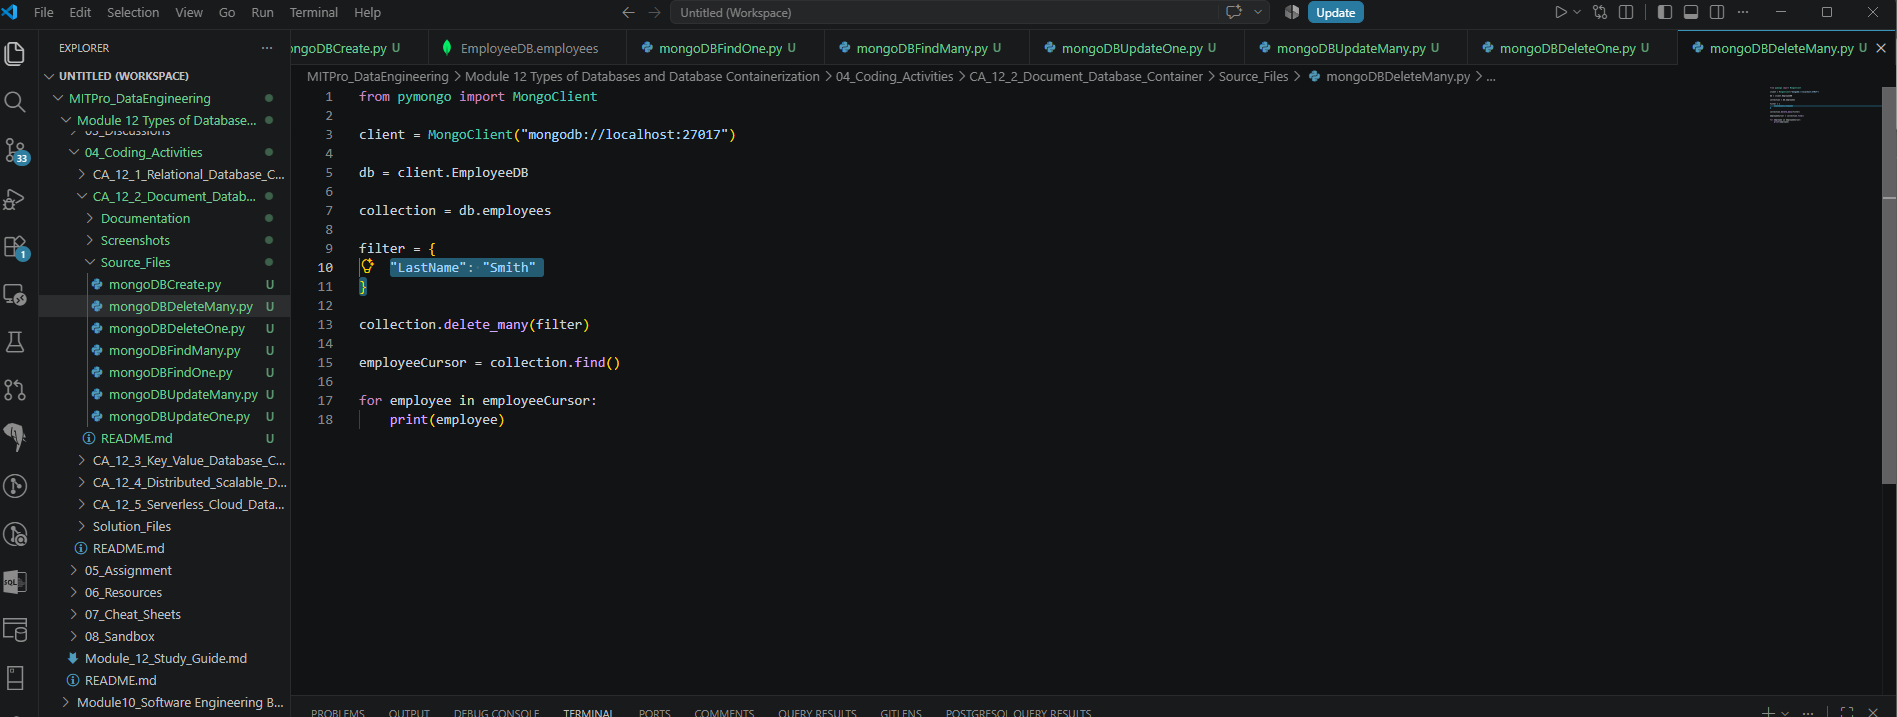 File Edit Selection View Go Run Terminal Help
Untitled (Workspace)
Update
EXPLORER
ongoDBCreate.py U
EmployeeDB.employees
mongoDBFindOne.py U
mongoDBFindMany.py U
mongoDBUpdateOne.py U
mongoDBUpdateMany.py U
mongoDBDeleteOne.py U
mongoDBDeleteMany.py U
MITPro_DataEngineering > Module 12 Types of Databases and Database Containerization > 04_Coding_Activities > CA_12_2_Document_Database_Container > Source_Files > mongoDBDeleteMany.py > ...
UNTITLED (WORKSPACE)
MITPro_DataEngineering
Module 12 Types of Database...
03_Discussions
04_Coding_Activities
CA_12_1_Relational_Database_C...
CA_12_2_Document_Datab...
Documentation
Screenshots
Source_Files
mongoDBCreate.py U
mongoDBDeleteMany.py U
mongoDBDeleteOne.py U
mongoDBFindMany.py U
mongoDBFindOne.py U
mongoDBUpdateMany.py U
mongoDBUpdateOne.py U
README.md U
CA_12_3_Key_Value_Database_C...
CA_12_4_Distributed_Scalable_D...
CA_12_5_Serverless_Cloud_Data...
Solution_Files
README.md
05_Assignment
06_Resources
07_Cheat_Sheets
08_Sandbox
Module_12_Study_Guide.md
README.md
Module10_Software Engineering B...
33
1
SQL
1 from pymongo import MongoClient
2
3 client = MongoClient("mongodb://localhost:27017")
4
5 db = client.EmployeeDB
6
7 collection = db.employees
8
9 filter = {
10 "LastName": "Smith"
11 }
12
13 collection.delete_many(filter)
14
15 employeeCursor = collection.find()
16
17 for employee in employeeCursor:
18 print(employee)
PROBLEMS OUTPUT DEBUG CONSOLE TERMINAL PORTS COMMENTS QUERY RESULTS GITLENS POSTGRESQL QUERY RESULTS